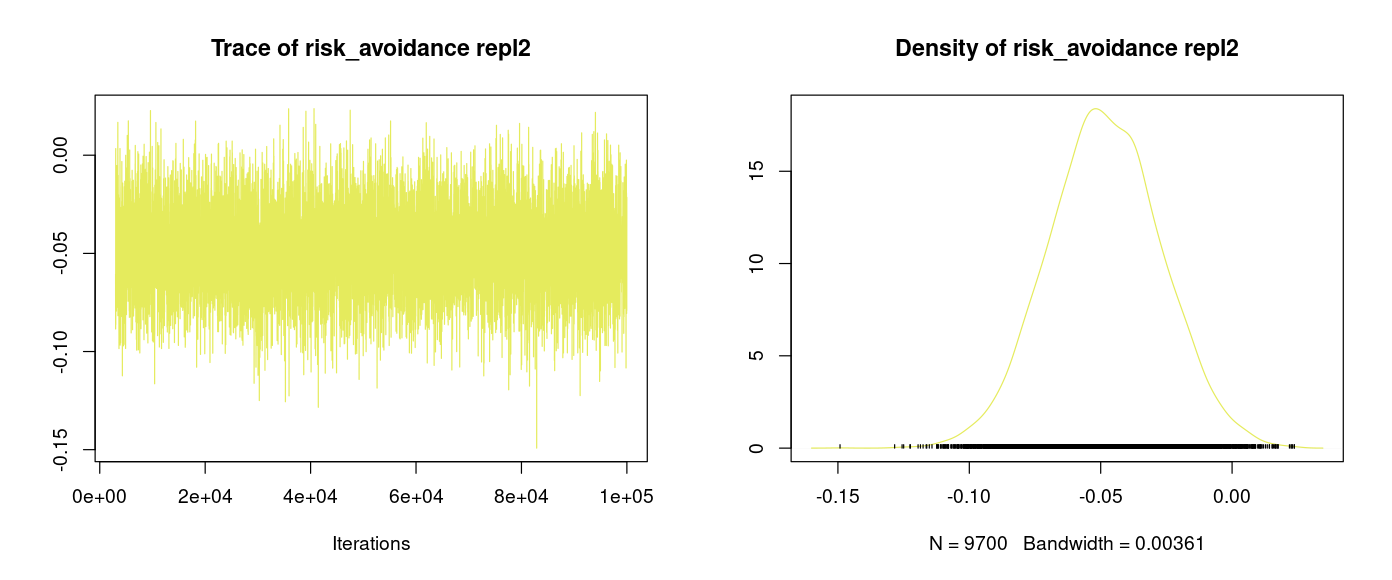 Trace of risk_avoidance repl2
0.00
-0.05
-0.10
-0.15
0e+00 2e+04 4e+04 6e+04 8e+04 1e+05
Iterations
Density of risk_avoidance repl2
15
10
5
0
-0.15 -0.10 -0.05 0.00
N = 9700 Bandwidth = 0.00361